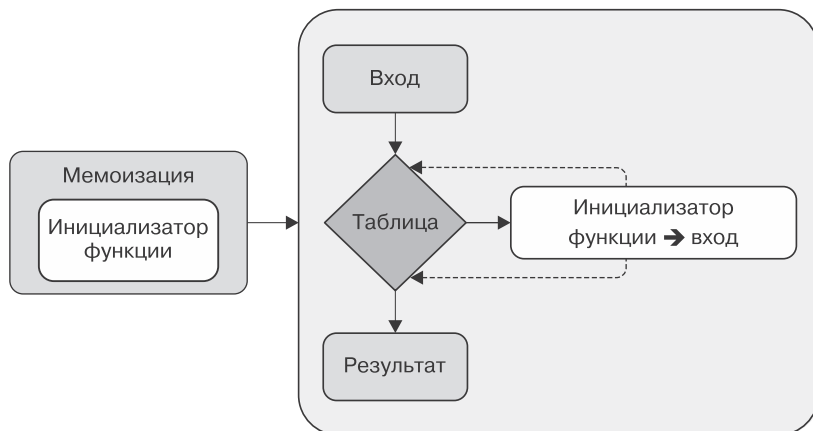 Мемоизация
Инициализатор
функции
Вход
Таблица
Инициализатор
функции ➔ вход
Результат